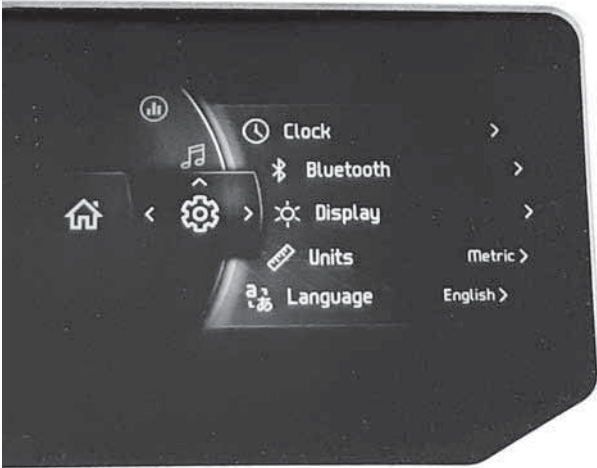 Clock >
Bluetooth >
Display >
Units Metric >
Language English >